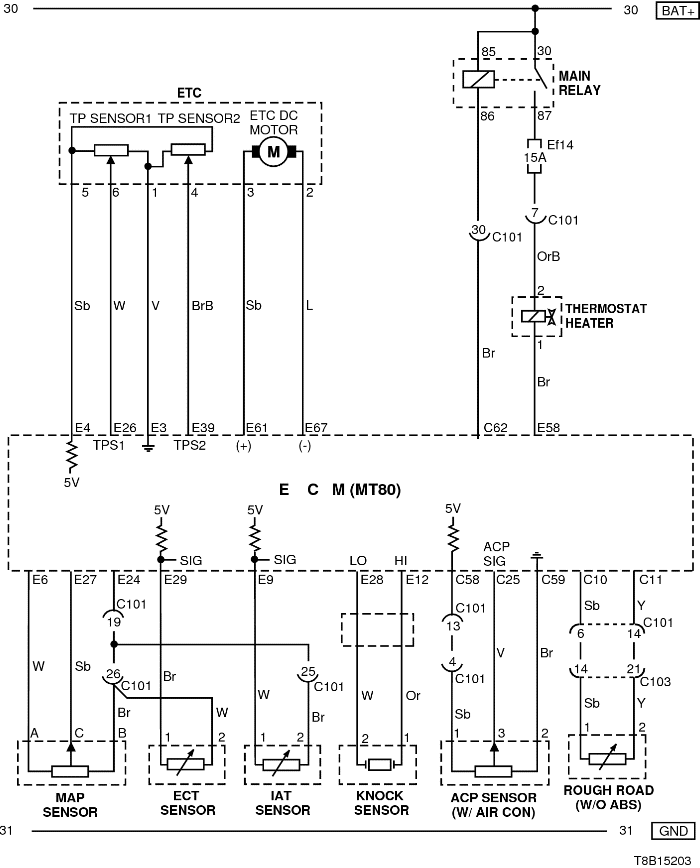 30 30 BAT+
85 30
MAIN
RELAY
86 87
ETC
TP SENSOR1 TP SENSOR2 ETC DC
MOTOR
M
Ef14
15A
5 6 1 4 3 2
7 C101
30 C101
OrB
2
THERMOSTAT
HEATER
1
Sb W V BrB Sb L
Br
Br
E4 E26 E3 E39 E61 E67 C62 E58
TPS1 TPS2 (+) (-)
5V
E C M (MT80)
5V 5V 5V
SIG SIG LO HI ACP
SIG
E6 E27 E24 E29 E9 E28 E12 C58 C25 C59 C10 C11
C101 C101 Sb Y
19 13 6 14 C101
26 C101 25 C101 4 C101 14 21 C103
W Sb Br W W Or V Br
Br W Br Sb Sb Y
A C B 1 2 1 2 2 1 1 3 2 1 2
MAP
SENSOR
ECT
SENSOR
IAT
SENSOR
KNOCK
SENSOR
ACP SENSOR
(W/ AIR CON)
ROUGH ROAD
(W/O ABS)
31 31 GND
T8B15203